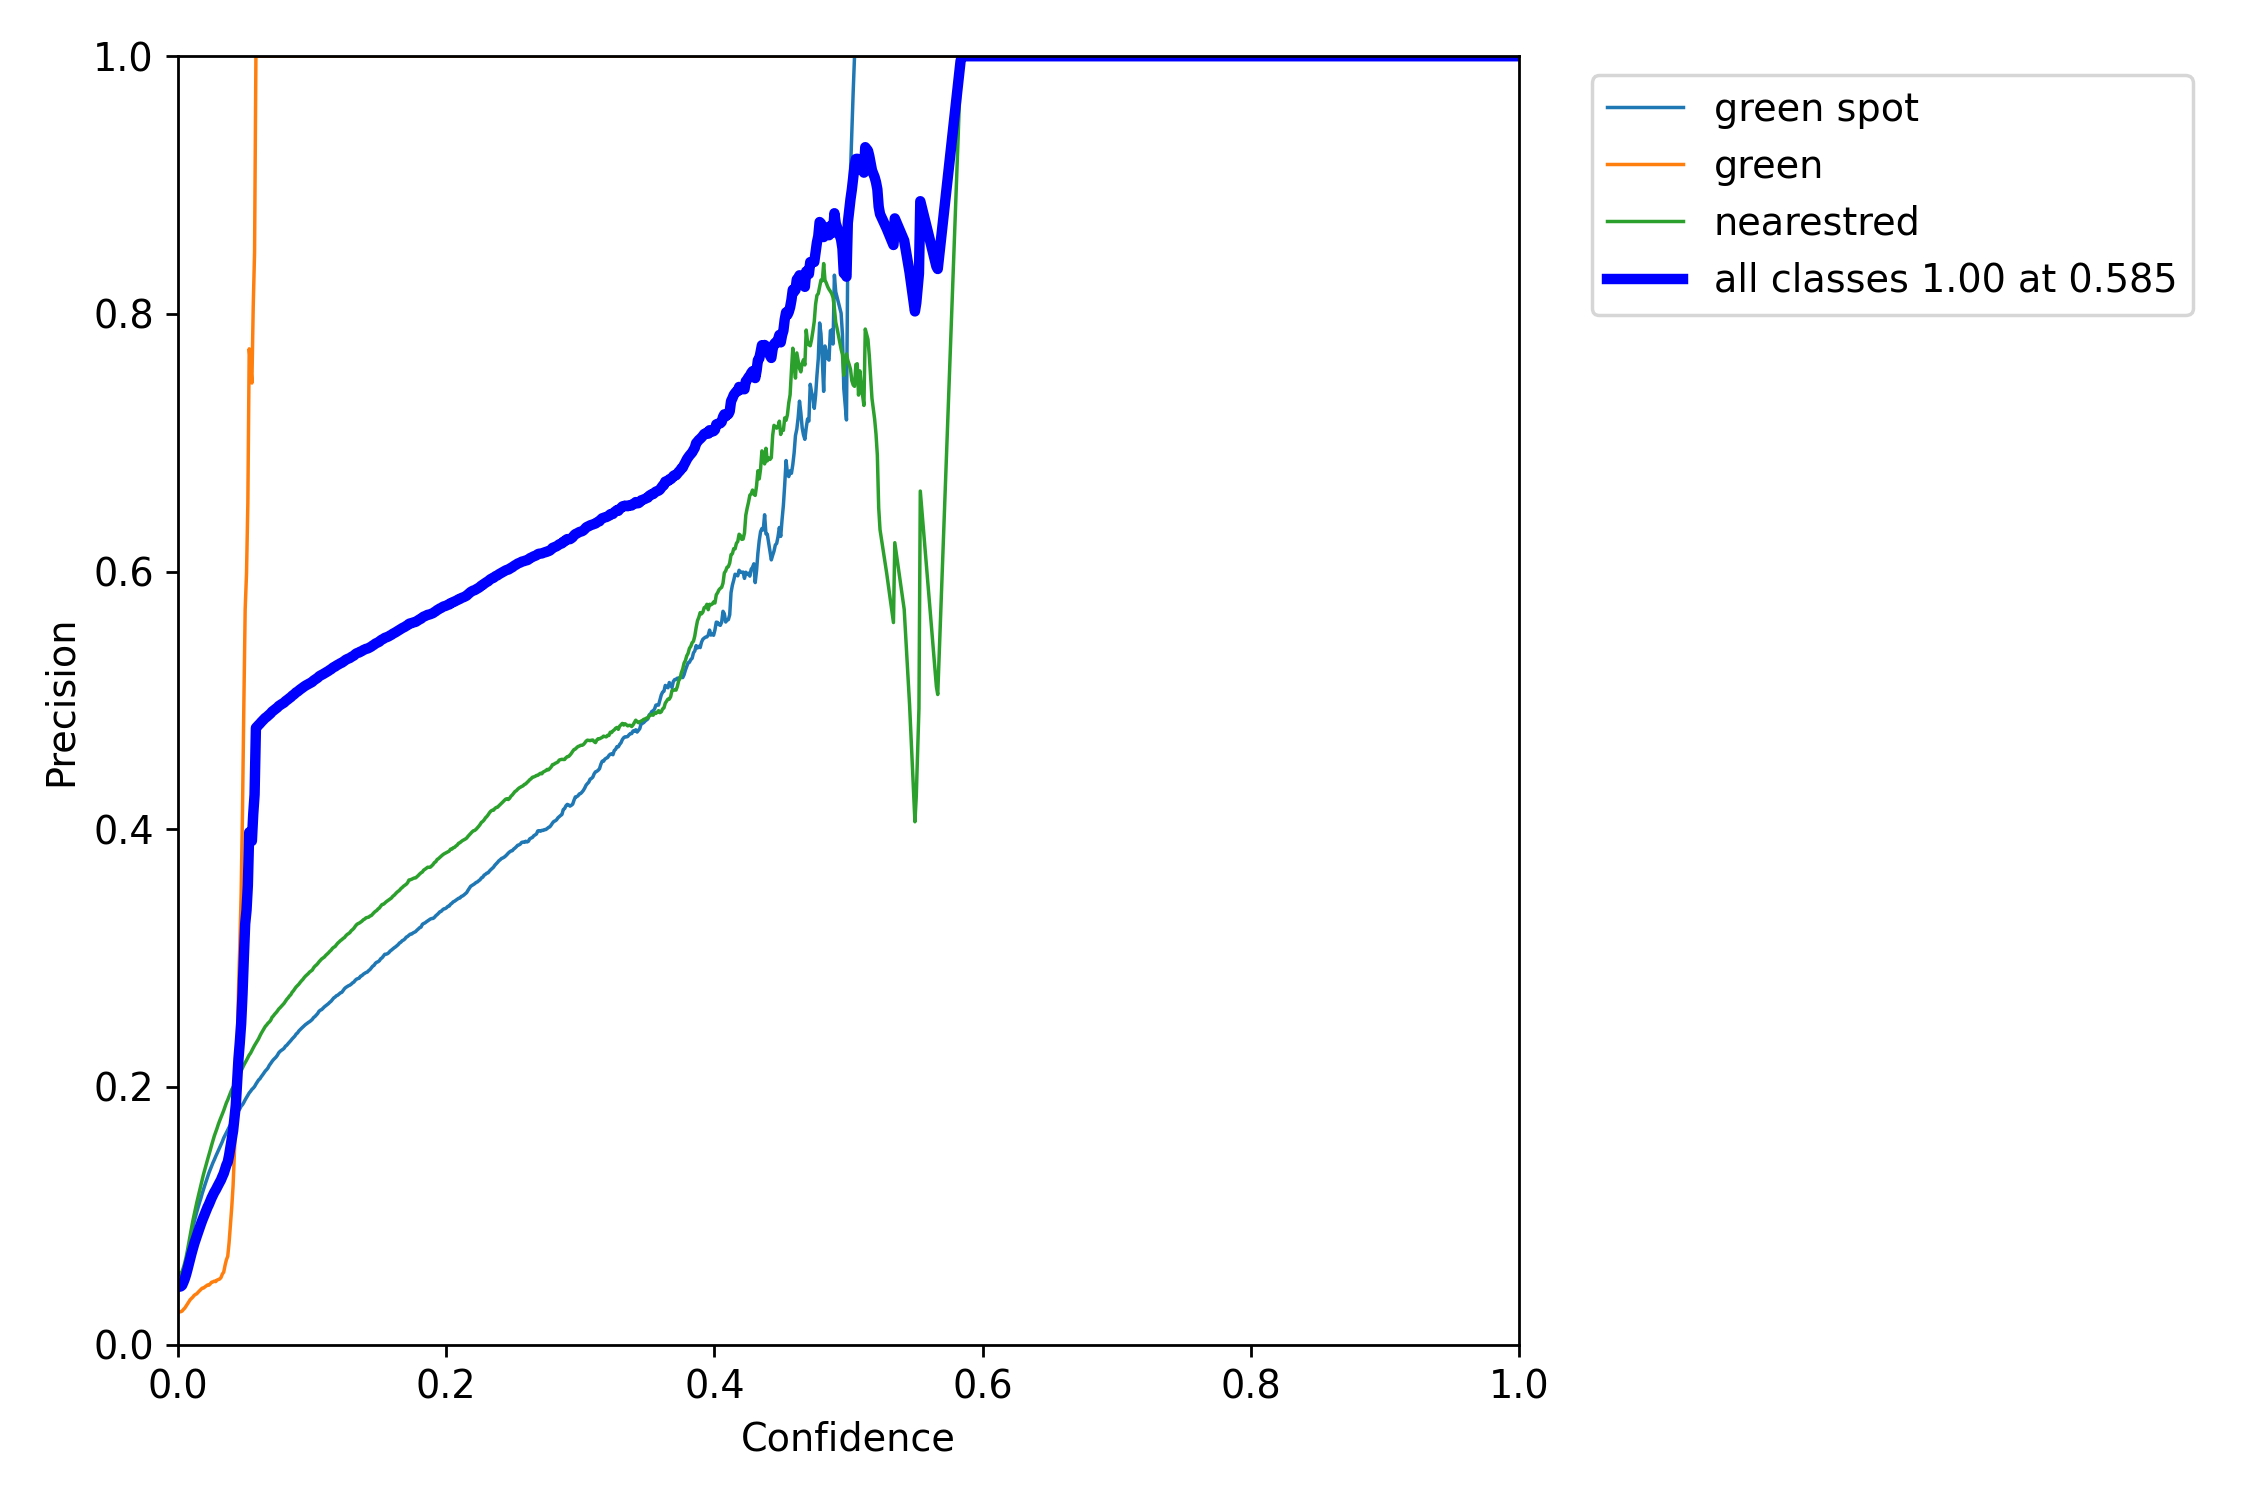 1.0
0.8
0.6
0.4
0.2
0.0
Precision
0.0 0.2 0.4 0.6 0.8 1.0
Confidence
green spot
green
nearestred
all classes 1.00 at 0.585